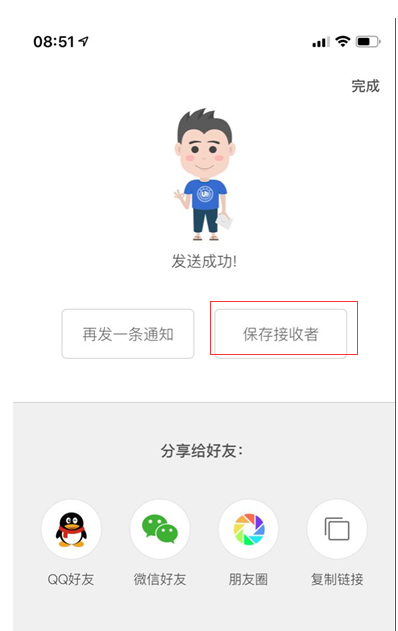 08:51
完成
发送成功!
再发一条通知
保存接收者
分享给好友:
QQ好友
微信好友
朋友圈
复制链接